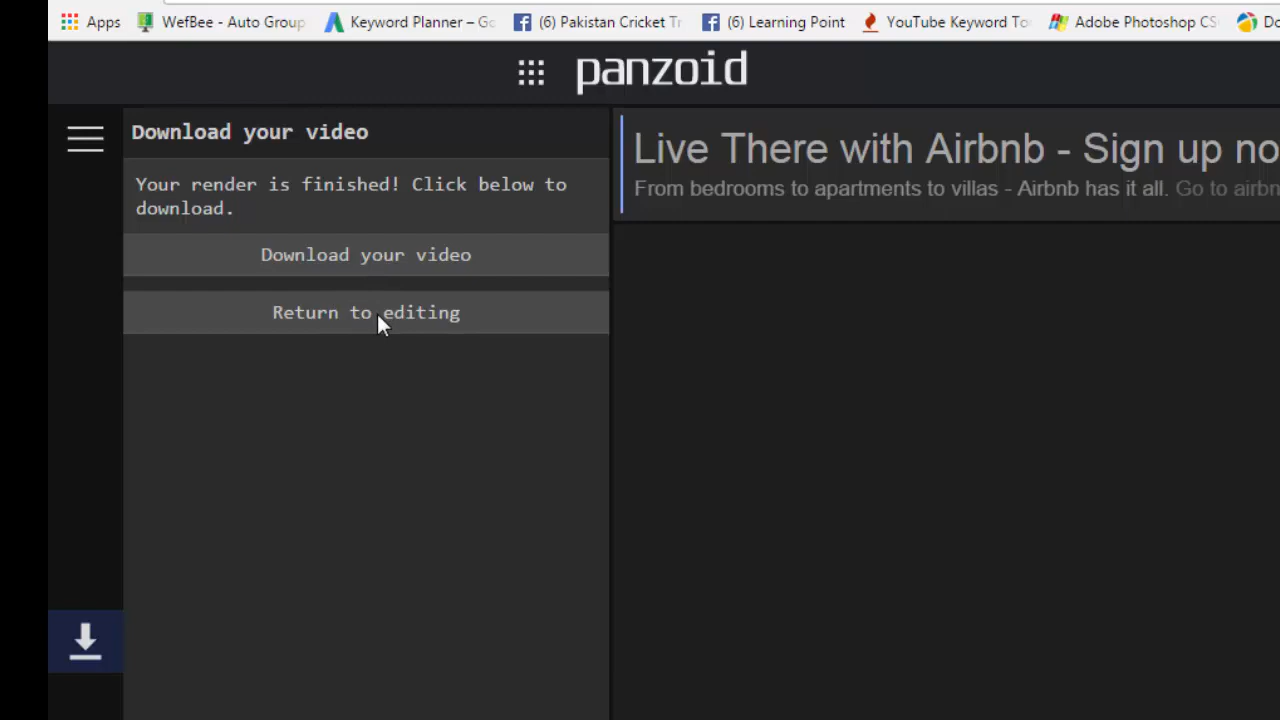 Apps WefBee - Auto Group Keyword Planner – Go (6) Pakistan Cricket Tr (6) Learning Point YouTube Keyword To Adobe Photoshop CS Do
panzoid
Download your video
Your render is finished! Click below to
download.
Download your video
Return to editing
Live There with Airbnb - Sign up no
From bedrooms to apartments to villas - Airbnb has it all. Go to airbn